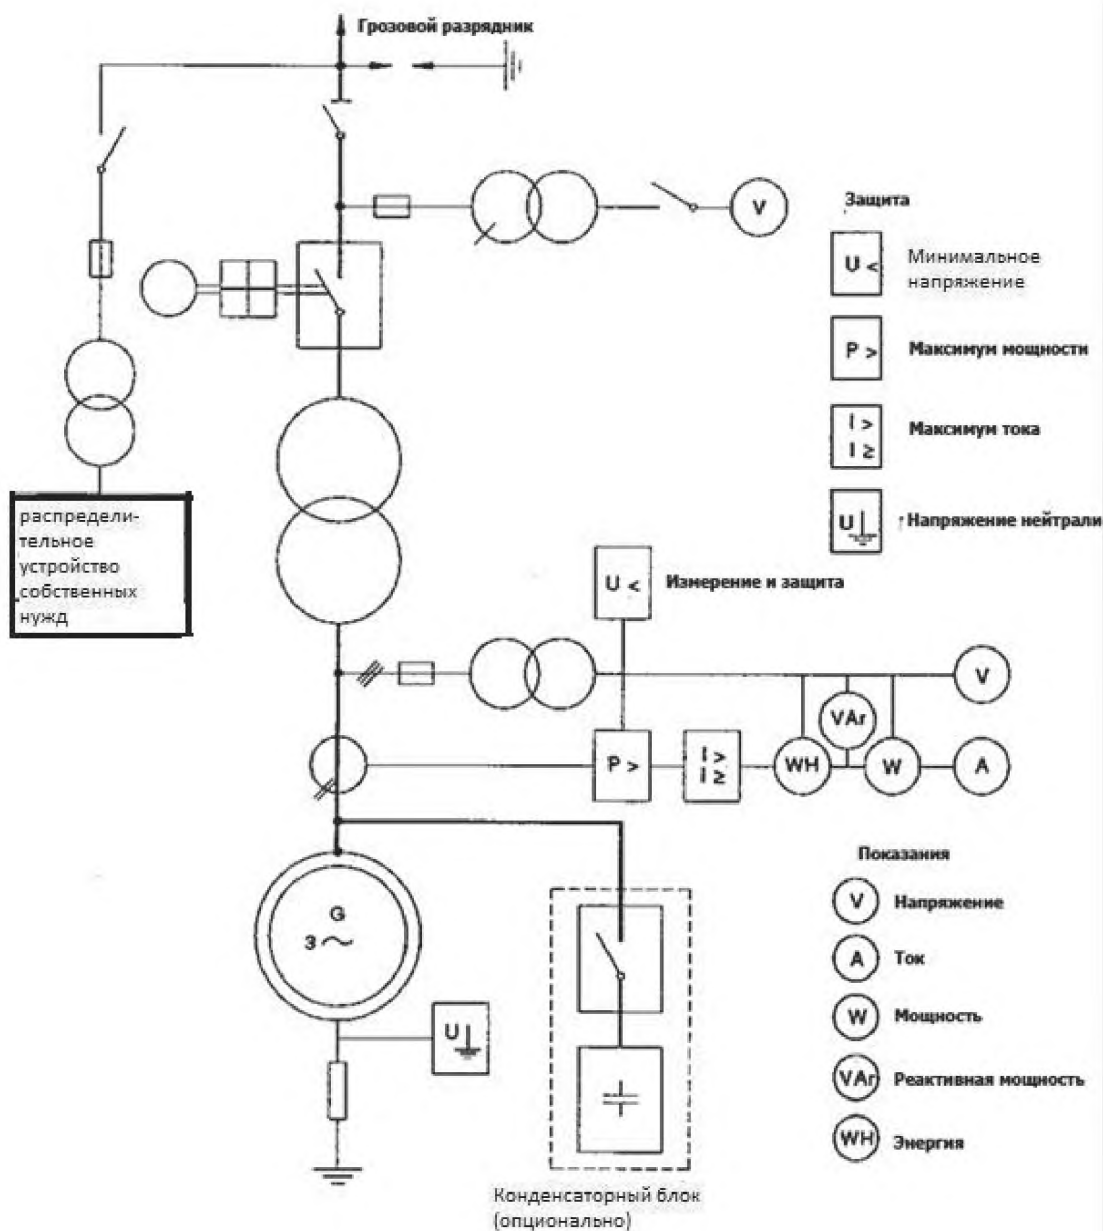 Грозовой разрядник
V
Защита
U <
Минимальное
напряжение
P >
Максимум мощности
I >
I ≥
Максимум тока
U
Напряжение нейтрали
распредели-
тельное
устройство
собственных
нужд
U <
Измерение и защита
V
VAr
P >
I >
I ≥
WH
W
A
Показания
G
3 ~
V
Напряжение
A
Ток
U
W
Мощность
VAr
Реактивная мощность
WH
Энергия
Конденсаторный блок
(опционально)